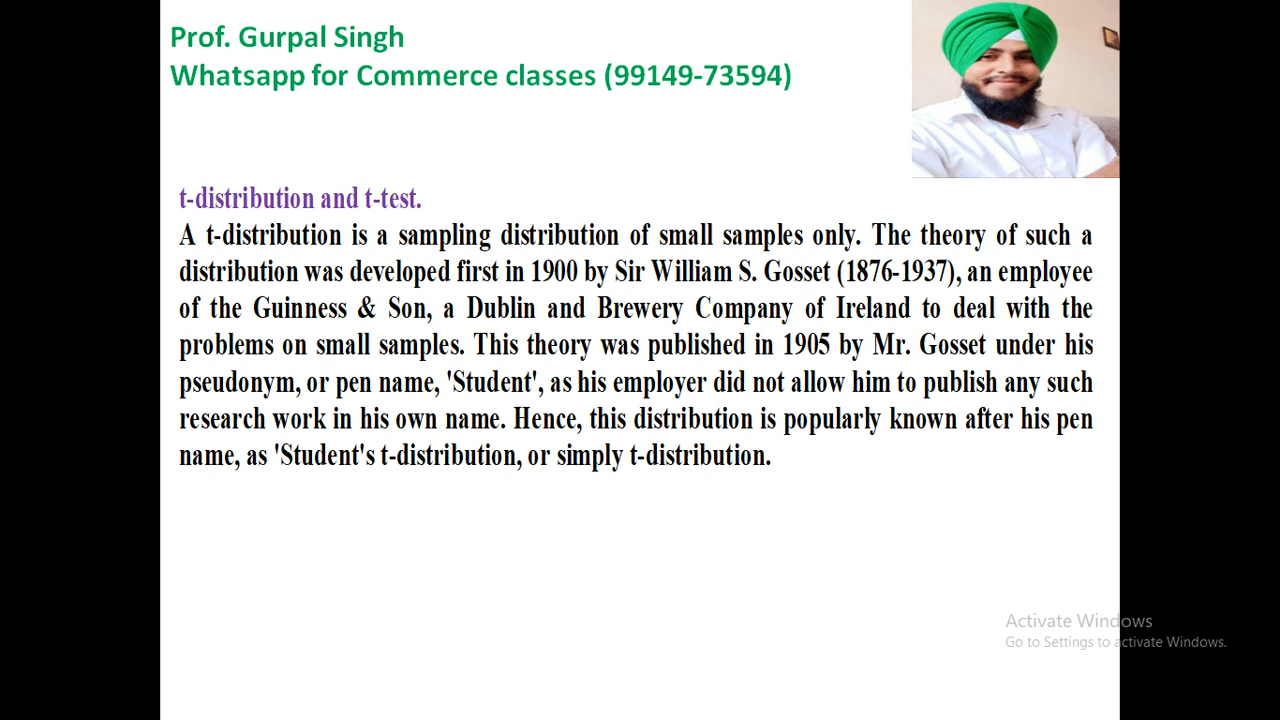 Prof. Gurpal Singh
Whatsapp for Commerce classes (99149-73594)
t-distribution and t-test.
A t-distribution is a sampling distribution of small samples only. The theory of such a
distribution was developed first in 1900 by Sir William S. Gosset (1876-1937), an employee
of the Guinness & Son, a Dublin and Brewery Company of Ireland to deal with the
problems on small samples. This theory was published in 1905 by Mr. Gosset under his
pseudonym, or pen name, 'Student', as his employer did not allow him to publish any such
research work in his own name. Hence, this distribution is popularly known after his pen
name, as 'Student's t-distribution, or simply t-distribution.
Activate Windows
Go to Settings to activate Windows.